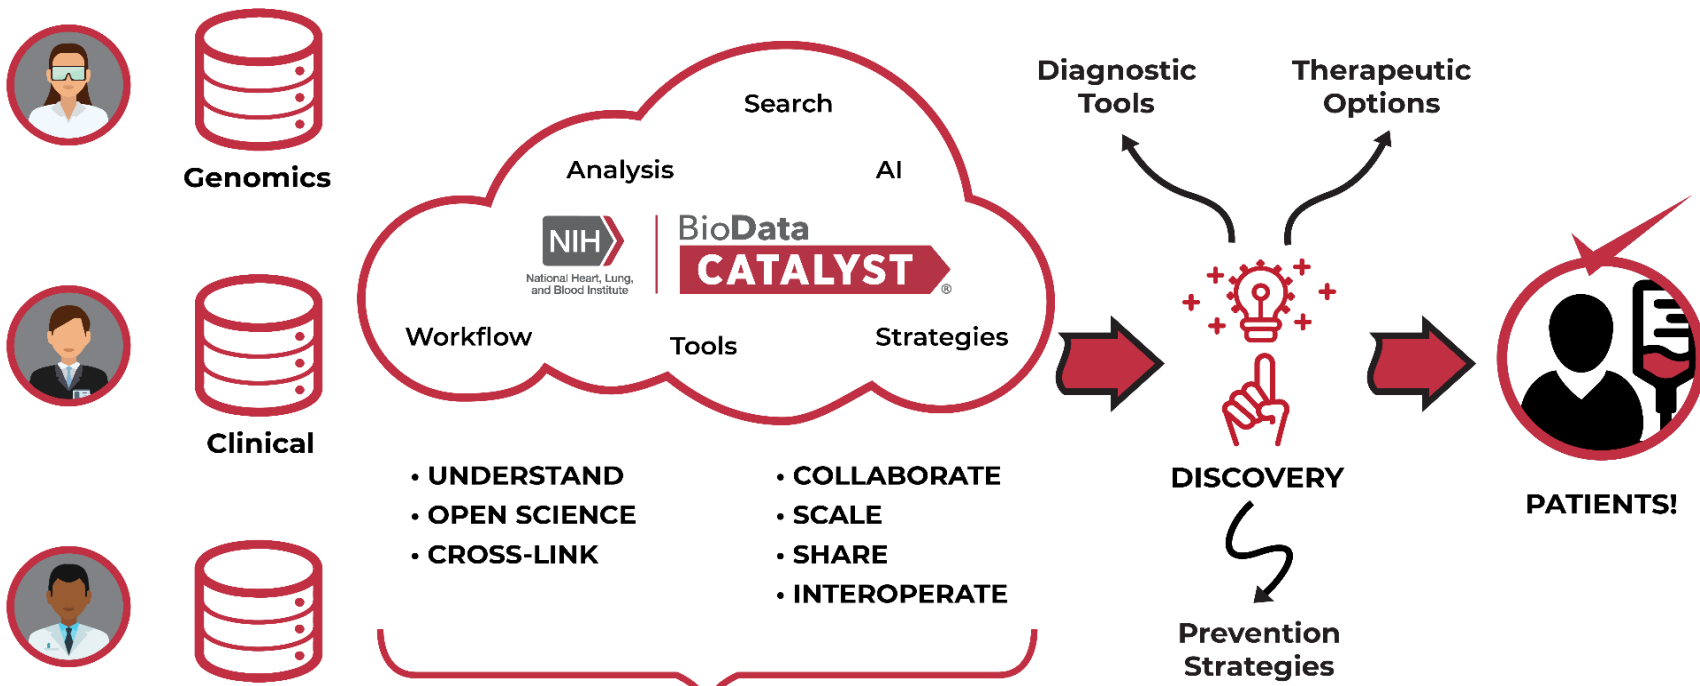 Genomics
Clinical
Search
Analysis
AI
NIH
National Heart, Lung,
and Blood Institute
BioData
CATALYST®
Workflow
Tools
Strategies
• UNDERSTAND
• OPEN SCIENCE
• CROSS-LINK
• COLLABORATE
• SCALE
• SHARE
• INTEROPERATE
Diagnostic
Tools
Therapeutic
Options
DISCOVERY
Prevention
Strategies
PATIENTS!